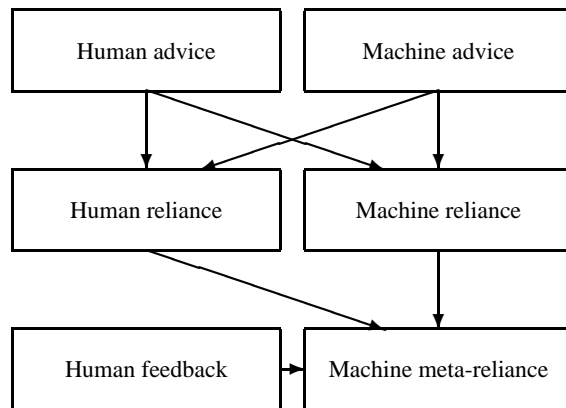 Human advice
Machine advice
Human reliance
Machine reliance
Human feedback
Machine meta-reliance